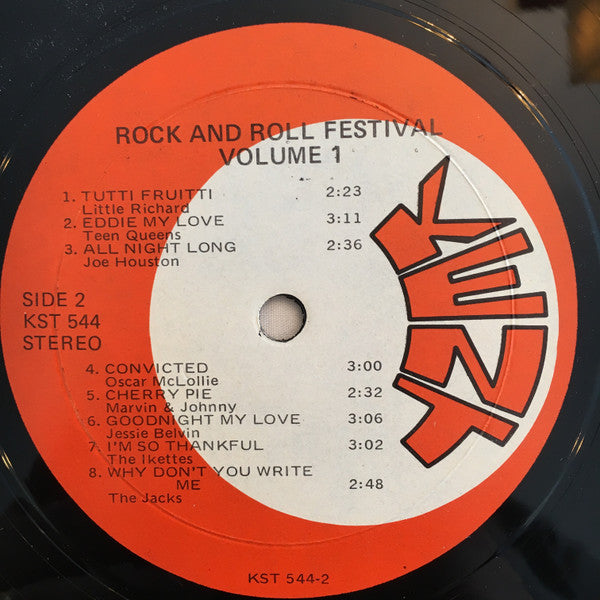 ROCK AND ROLL FESTIVAL
VOLUME 1
1. TUTTI FRUITTI 2:23
Little Richard
2. EDDIE MY LOVE 3:11
Teen Queens
3. ALL NIGHT LONG 2:36
Joe Houston
SIDE 2
KST 544
STEREO
KENT
4. CONVICTED 3:00
Oscar McLollie
5. CHERRY PIE 2:32
Marvin & Johnny
6. GOODNIGHT MY LOVE 3:06
Jessie Belvin
7. I'M SO THANKFUL 3:02
The Ikettes
8. WHY DON'T YOU WRITE
ME 2:48
The Jacks
KST 544-2